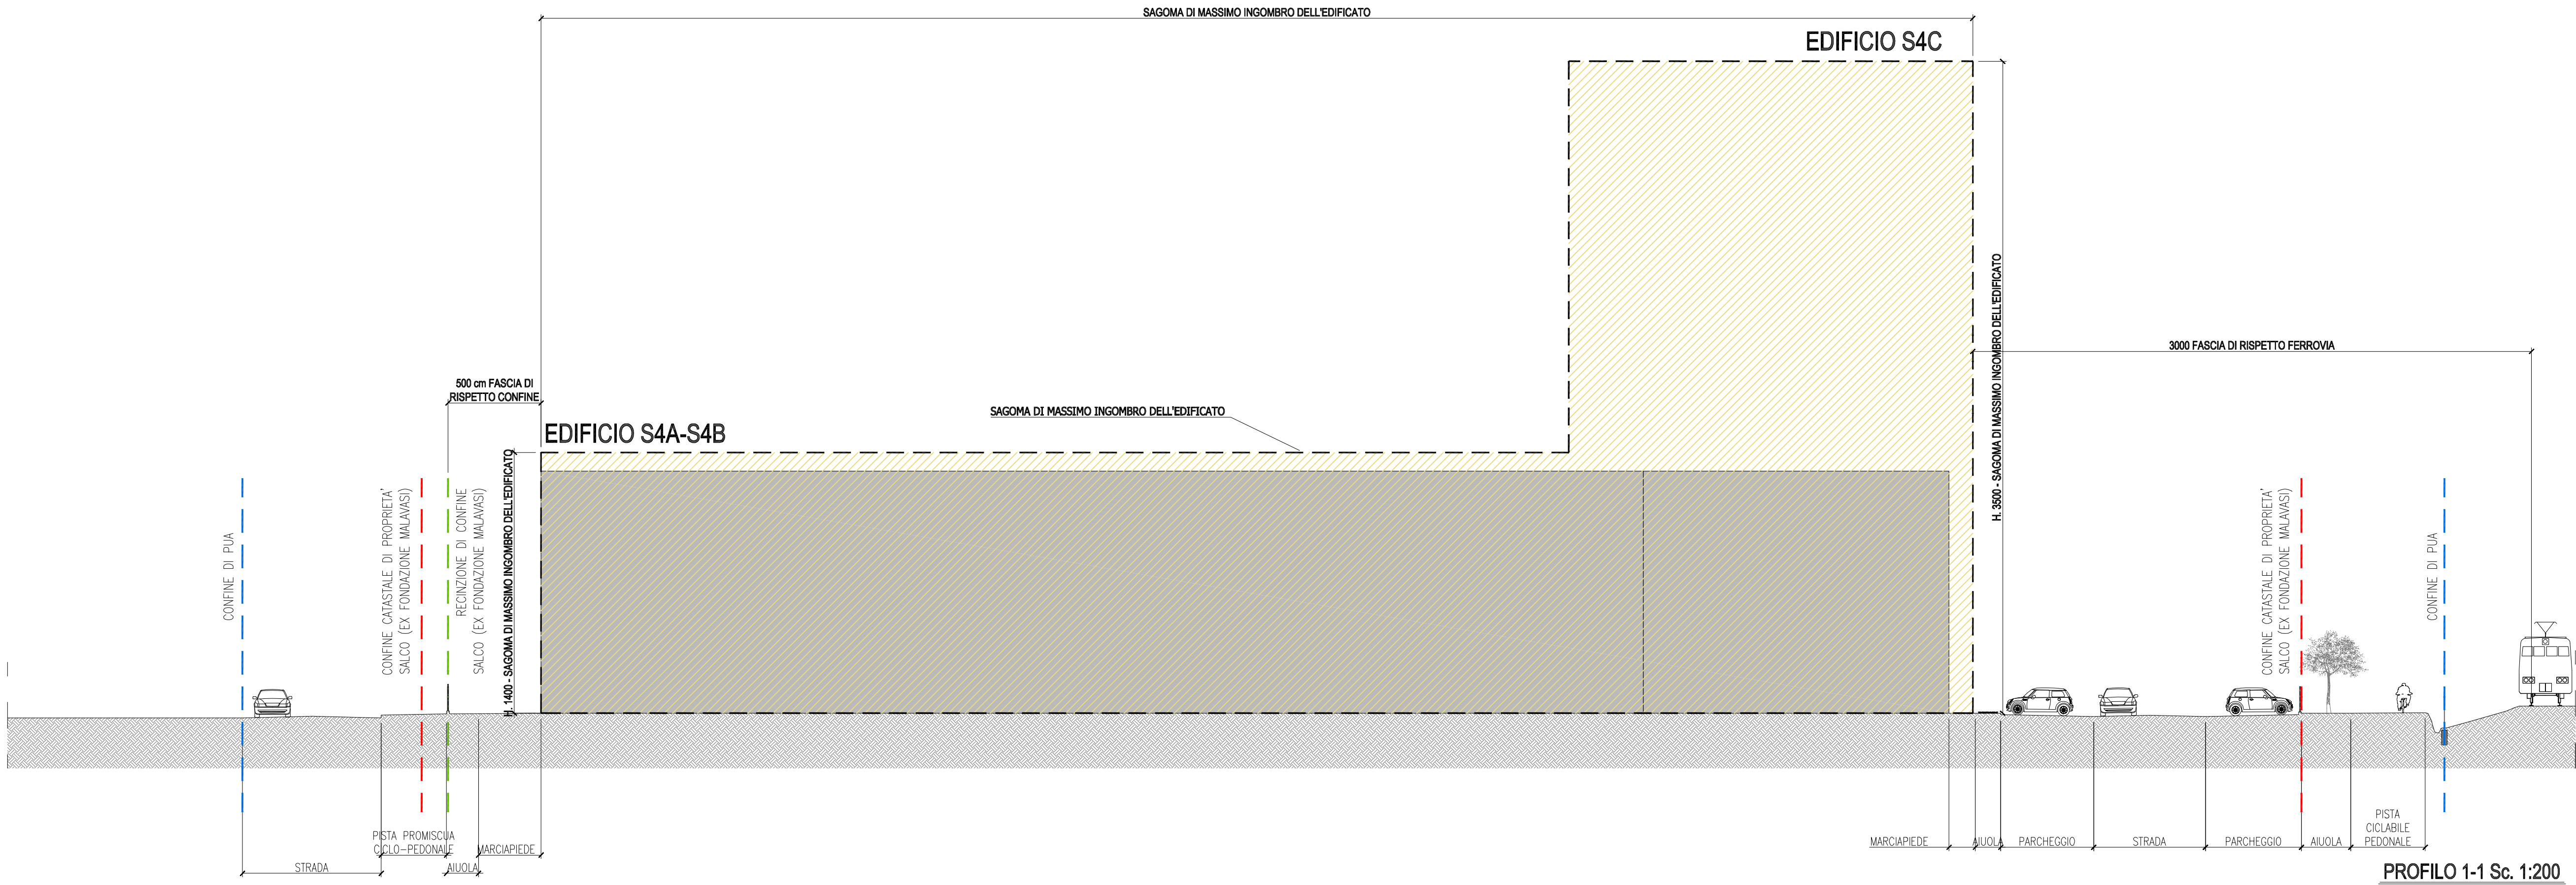 SAGOMA DI MASSIMO INGOMBRO DELL'EDIFICATO
EDIFICIO S4C
3000 FASCIA DI RISPETTO FERROVIA
500 cm FASCIA DI
RISPETTO CONFINE
SAGOMA DI MASSIMO INGOMBRO DELL'EDIFICATO
EDIFICIO S4A-S4B
CONFINE DI PUA
CONFINE CATASTALE DI PROPRIETA'
SALCO (EX FONDAZIONE MALAVASI)
RECINZIONE DI CONFINE
SALCO (EX FONDAZIONE MALAVASI)
H. 1400 - SAGOMA DI MASSIMO INGOMBRO DELL'EDIFICATO
H. 3500 - SAGOMA DI MASSIMO INGOMBRO DELL'EDIFICATO
CONFINE CATASTALE DI PROPRIETA'
SALCO (EX FONDAZIONE MALAVASI)
CONFINE DI PUA
STRADA
PISTA PROMISCUA
CICLO-PEDONALE
AIUOLA
MARCIAPIEDE
MARCIAPIEDE
AIUOLA
PARCHEGGIO
STRADA
PARCHEGGIO
AIUOLA
PISTA
CICLABILE
PEDONALE
PROFILO 1-1 Sc. 1:200